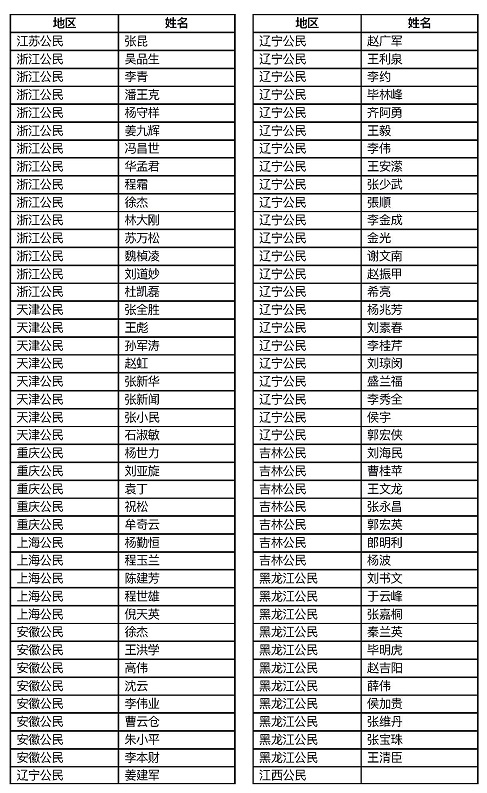 地区 姓名
江苏公民 张昆
浙江公民 吴品生
浙江公民 李青
浙江公民 潘王克
浙江公民 杨守样
浙江公民 姜九辉
浙江公民 冯昌世
浙江公民 华孟君
浙江公民 程霜
浙江公民 徐杰
浙江公民 林大刚
浙江公民 苏万松
浙江公民 魏桢凌
浙江公民 刘道妙
浙江公民 杜凯磊
天津公民 张全胜
天津公民 王彪
天津公民 孙军涛
天津公民 赵虹
天津公民 张新华
天津公民 张新闻
天津公民 张小民
天津公民 石淑敏
重庆公民 杨世力
重庆公民 刘亚旋
重庆公民 袁丁
重庆公民 祝松
重庆公民 牟奇云
上海公民 杨勤恒
上海公民 程玉兰
上海公民 陈建芳
上海公民 程世雄
上海公民 倪天英
安徽公民 徐杰
安徽公民 王洪学
安徽公民 高伟
安徽公民 沈云
安徽公民 李伟业
安徽公民 曹云仓
安徽公民 朱小平
安徽公民 李本财
辽宁公民 姜建军
地区 姓名
辽宁公民 赵广军
辽宁公民 王利泉
辽宁公民 李约
辽宁公民 毕林峰
辽宁公民 齐阿勇
辽宁公民 王毅
辽宁公民 李伟
辽宁公民 王安潆
辽宁公民 张少武
辽宁公民 張順
辽宁公民 李金成
辽宁公民 金光
辽宁公民 谢文南
辽宁公民 赵振甲
辽宁公民 希亮
辽宁公民 杨兆芳
辽宁公民 刘素春
辽宁公民 李桂芹
辽宁公民 刘琼闵
辽宁公民 盛兰福
辽宁公民 李秀全
辽宁公民 侯宇
辽宁公民 郭宏侠
吉林公民 刘海民
吉林公民 曹桂苹
吉林公民 王文龙
吉林公民 张永昌
吉林公民 郭宏英
吉林公民 郎明利
吉林公民 杨波
黑龙江公民 刘书文
黑龙江公民 于云峰
黑龙江公民 张嘉桐
黑龙江公民 秦兰英
黑龙江公民 毕明虎
黑龙江公民 赵吉阳
黑龙江公民 薛伟
黑龙江公民 侯加贵
黑龙江公民 张维丹
黑龙江公民 张宝珠
黑龙江公民 王清臣
江西公民